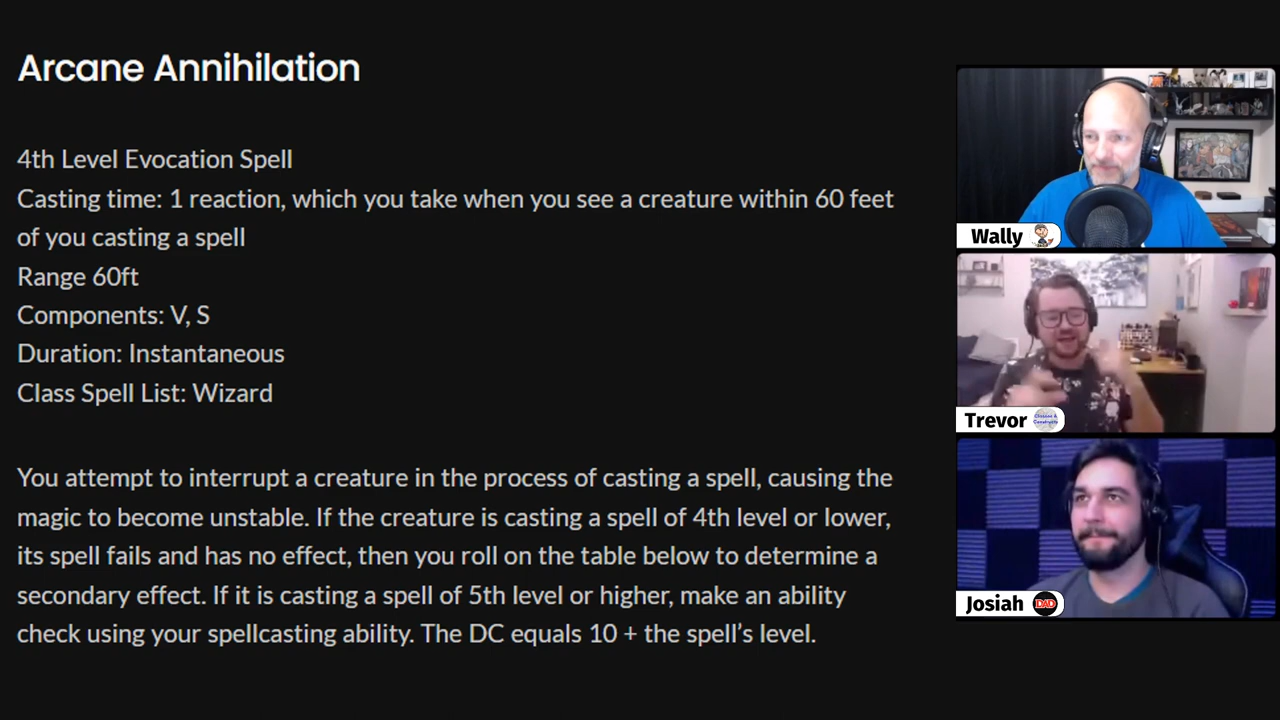 Arcane Annihilation
4th Level Evocation Spell
Casting time: 1 reaction, which you take when you see a creature within 60 feet
of you casting a spell
Range 60ft
Components: V, S
Duration: Instantaneous
Class Spell List: Wizard
You attempt to interrupt a creature in the process of casting a spell, causing the
magic to become unstable. If the creature is casting a spell of 4th level or lower,
its spell fails and has no effect, then you roll on the table below to determine a
secondary effect. If it is casting a spell of 5th level or higher, make an ability
check using your spellcasting ability. The DC equals 10 + the spell’s level.
Wally
Trevor
Josiah
DAD